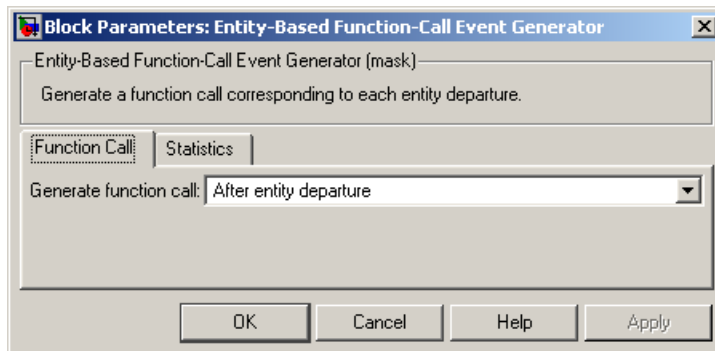 Block Parameters: Entity-Based Function-Call Event Generator
Entity-Based Function-Call Event Generator (mask)
Generate a function call corresponding to each entity departure.
Function Call Statistics
Generate function call: After entity departure
OK Cancel Help Apply